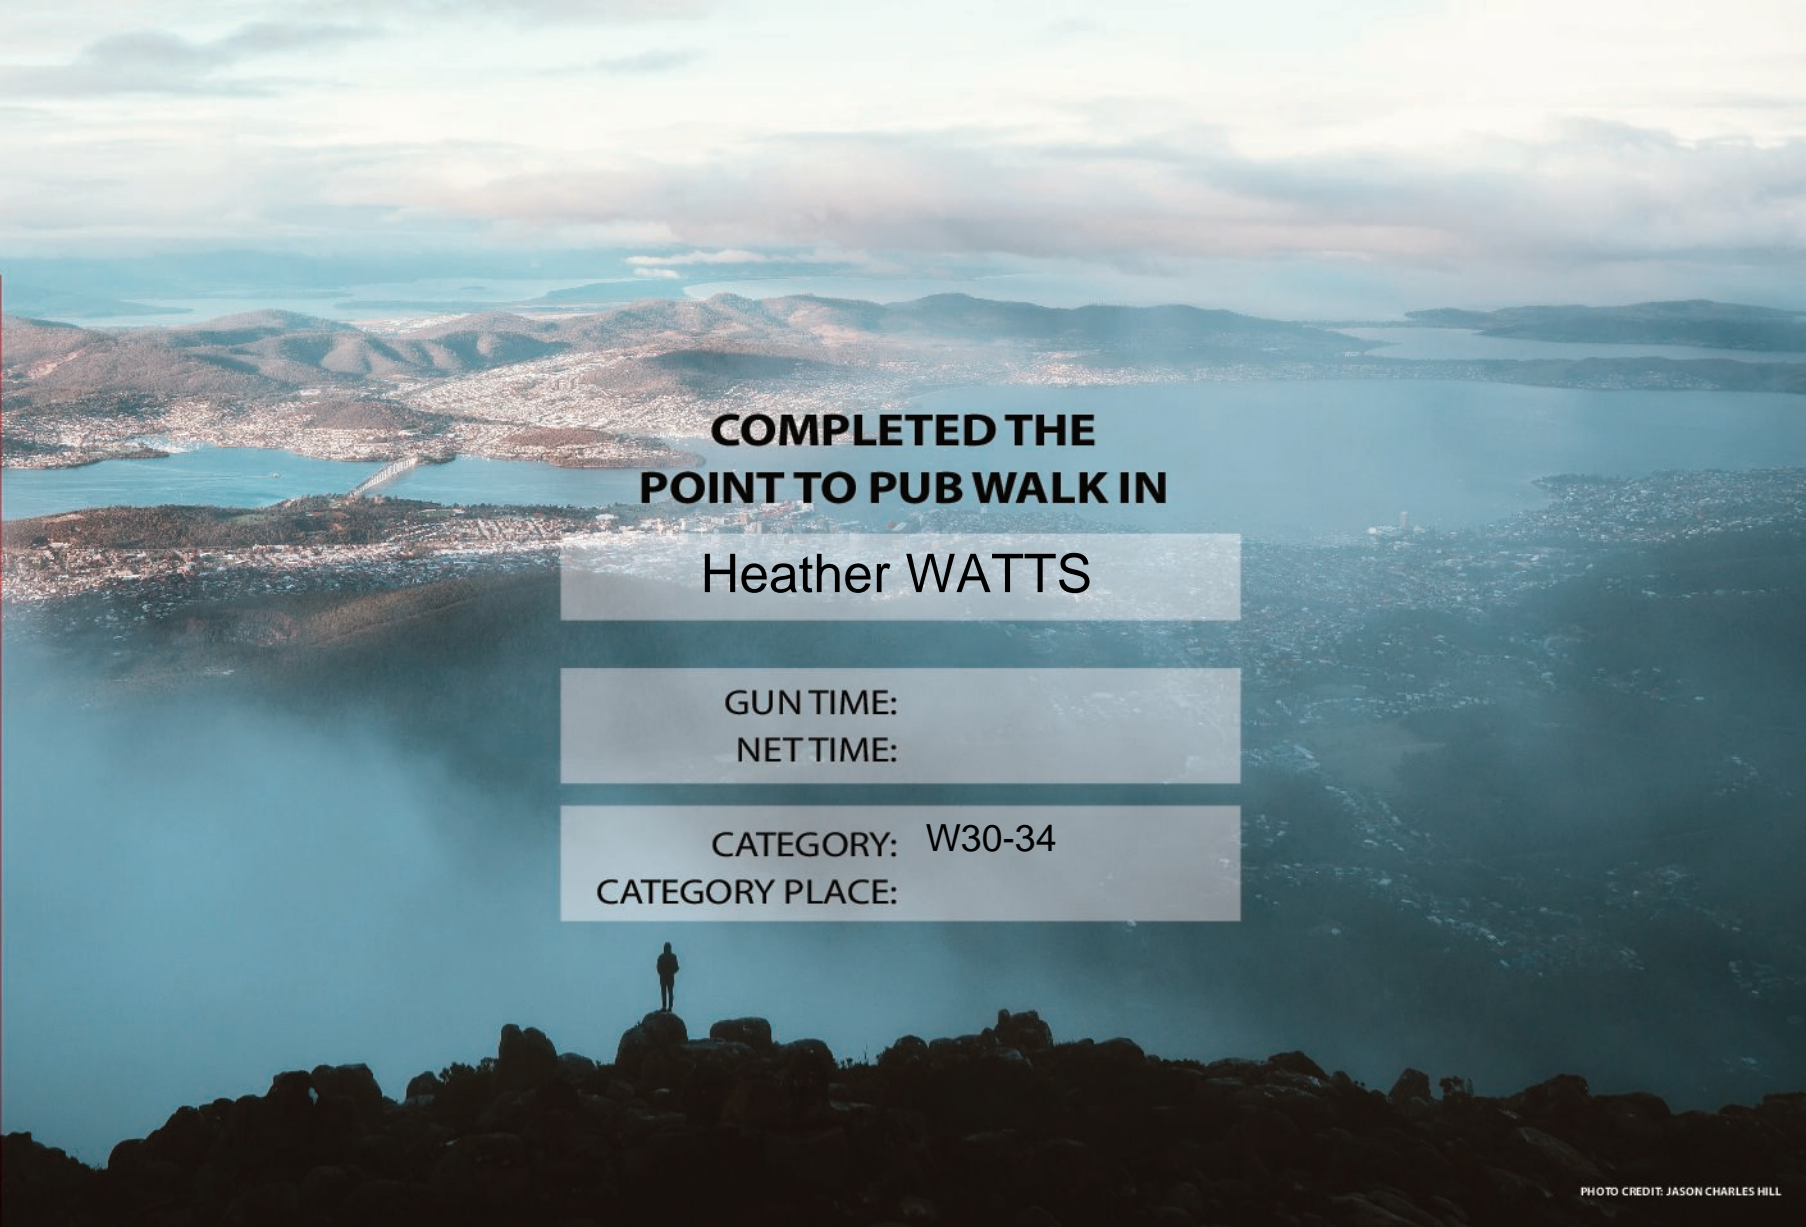 COMPLETED THE
POINT TO PUB WALK IN
Heather WATTS
GUN TIME:
NET TIME:
CATEGORY: W30-34
CATEGORY PLACE:
PHOTO CREDIT: JASON CHARLES HILL